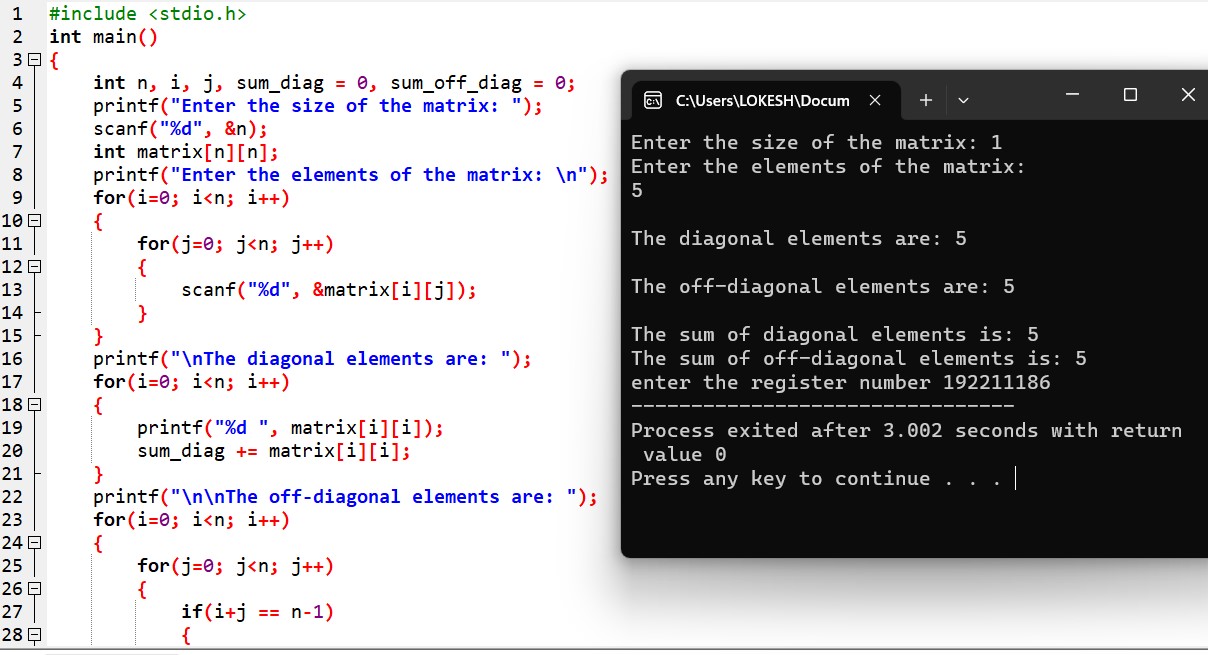 1 #include <stdio.h>
2 int main()
3 {
4 int n, i, j, sum_diag = 0, sum_off_diag = 0;
5 printf("Enter the size of the matrix: ");
6 scanf("%d", &n);
7 int matrix[n][n];
8 printf("Enter the elements of the matrix: \n");
9 for(i=0; i<n; i++)
10 {
11 for(j=0; j<n; j++)
12 {
13 scanf("%d", &matrix[i][j]);
14 }
15 }
16 printf("\nThe diagonal elements are: ");
17 for(i=0; i<n; i++)
18 {
19 printf("%d ", matrix[i][i]);
20 sum_diag += matrix[i][i];
21 }
22 printf("\n\nThe off-diagonal elements are: ");
23 for(i=0; i<n; i++)
24 {
25 for(j=0; j<n; j++)
26 {
27 if(i+j == n-1)
28 {
C:\Users\LOKESH\Docum
Enter the size of the matrix: 1
Enter the elements of the matrix:
5
The diagonal elements are: 5
The off-diagonal elements are: 5
The sum of diagonal elements is: 5
The sum of off-diagonal elements is: 5
enter the register number 192211186
--------------------------------
Process exited after 3.002 seconds with return
value 0
Press any key to continue . . .